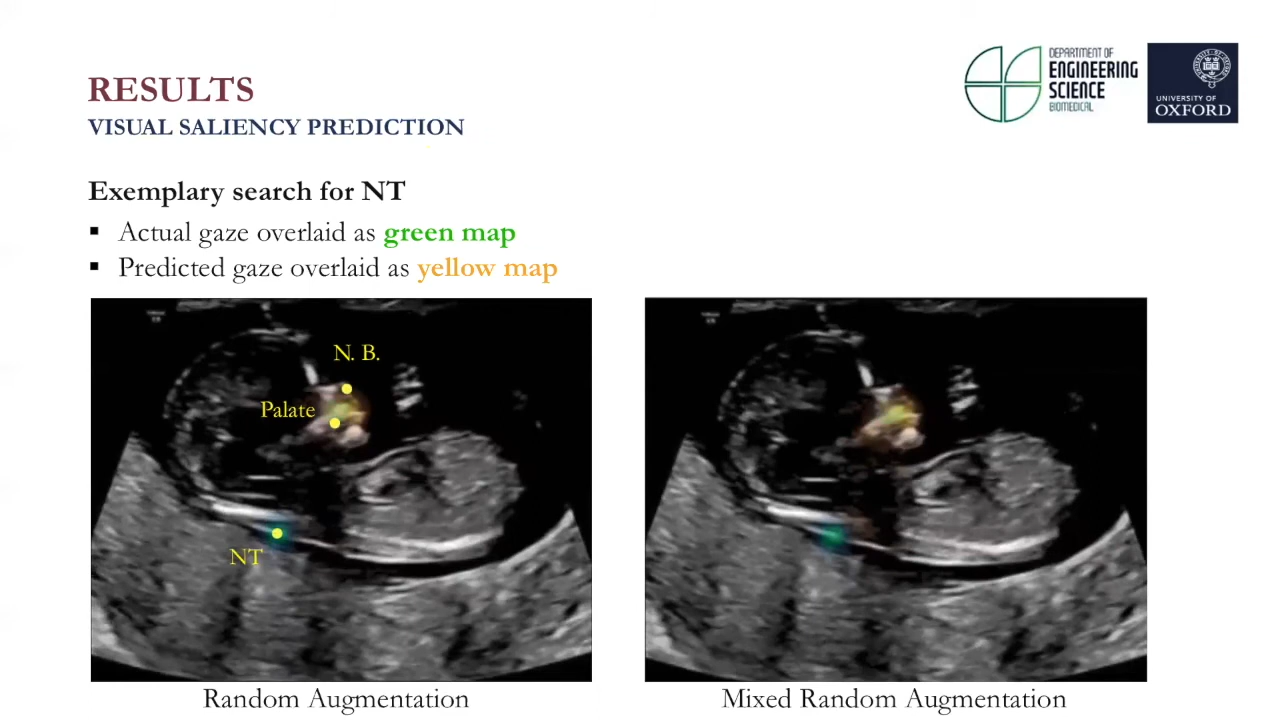 RESULTS
VISUAL SALIENCY PREDICTION
DEPARTMENT OF
ENGINEERING
SCIENCE
BIOMEDICAL
UNIVERSITY OF
OXFORD
Exemplary search for NT
▪ Actual gaze overlaid as green map
▪ Predicted gaze overlaid as yellow map
N. B.
Palate
NT
Random Augmentation
Mixed Random Augmentation